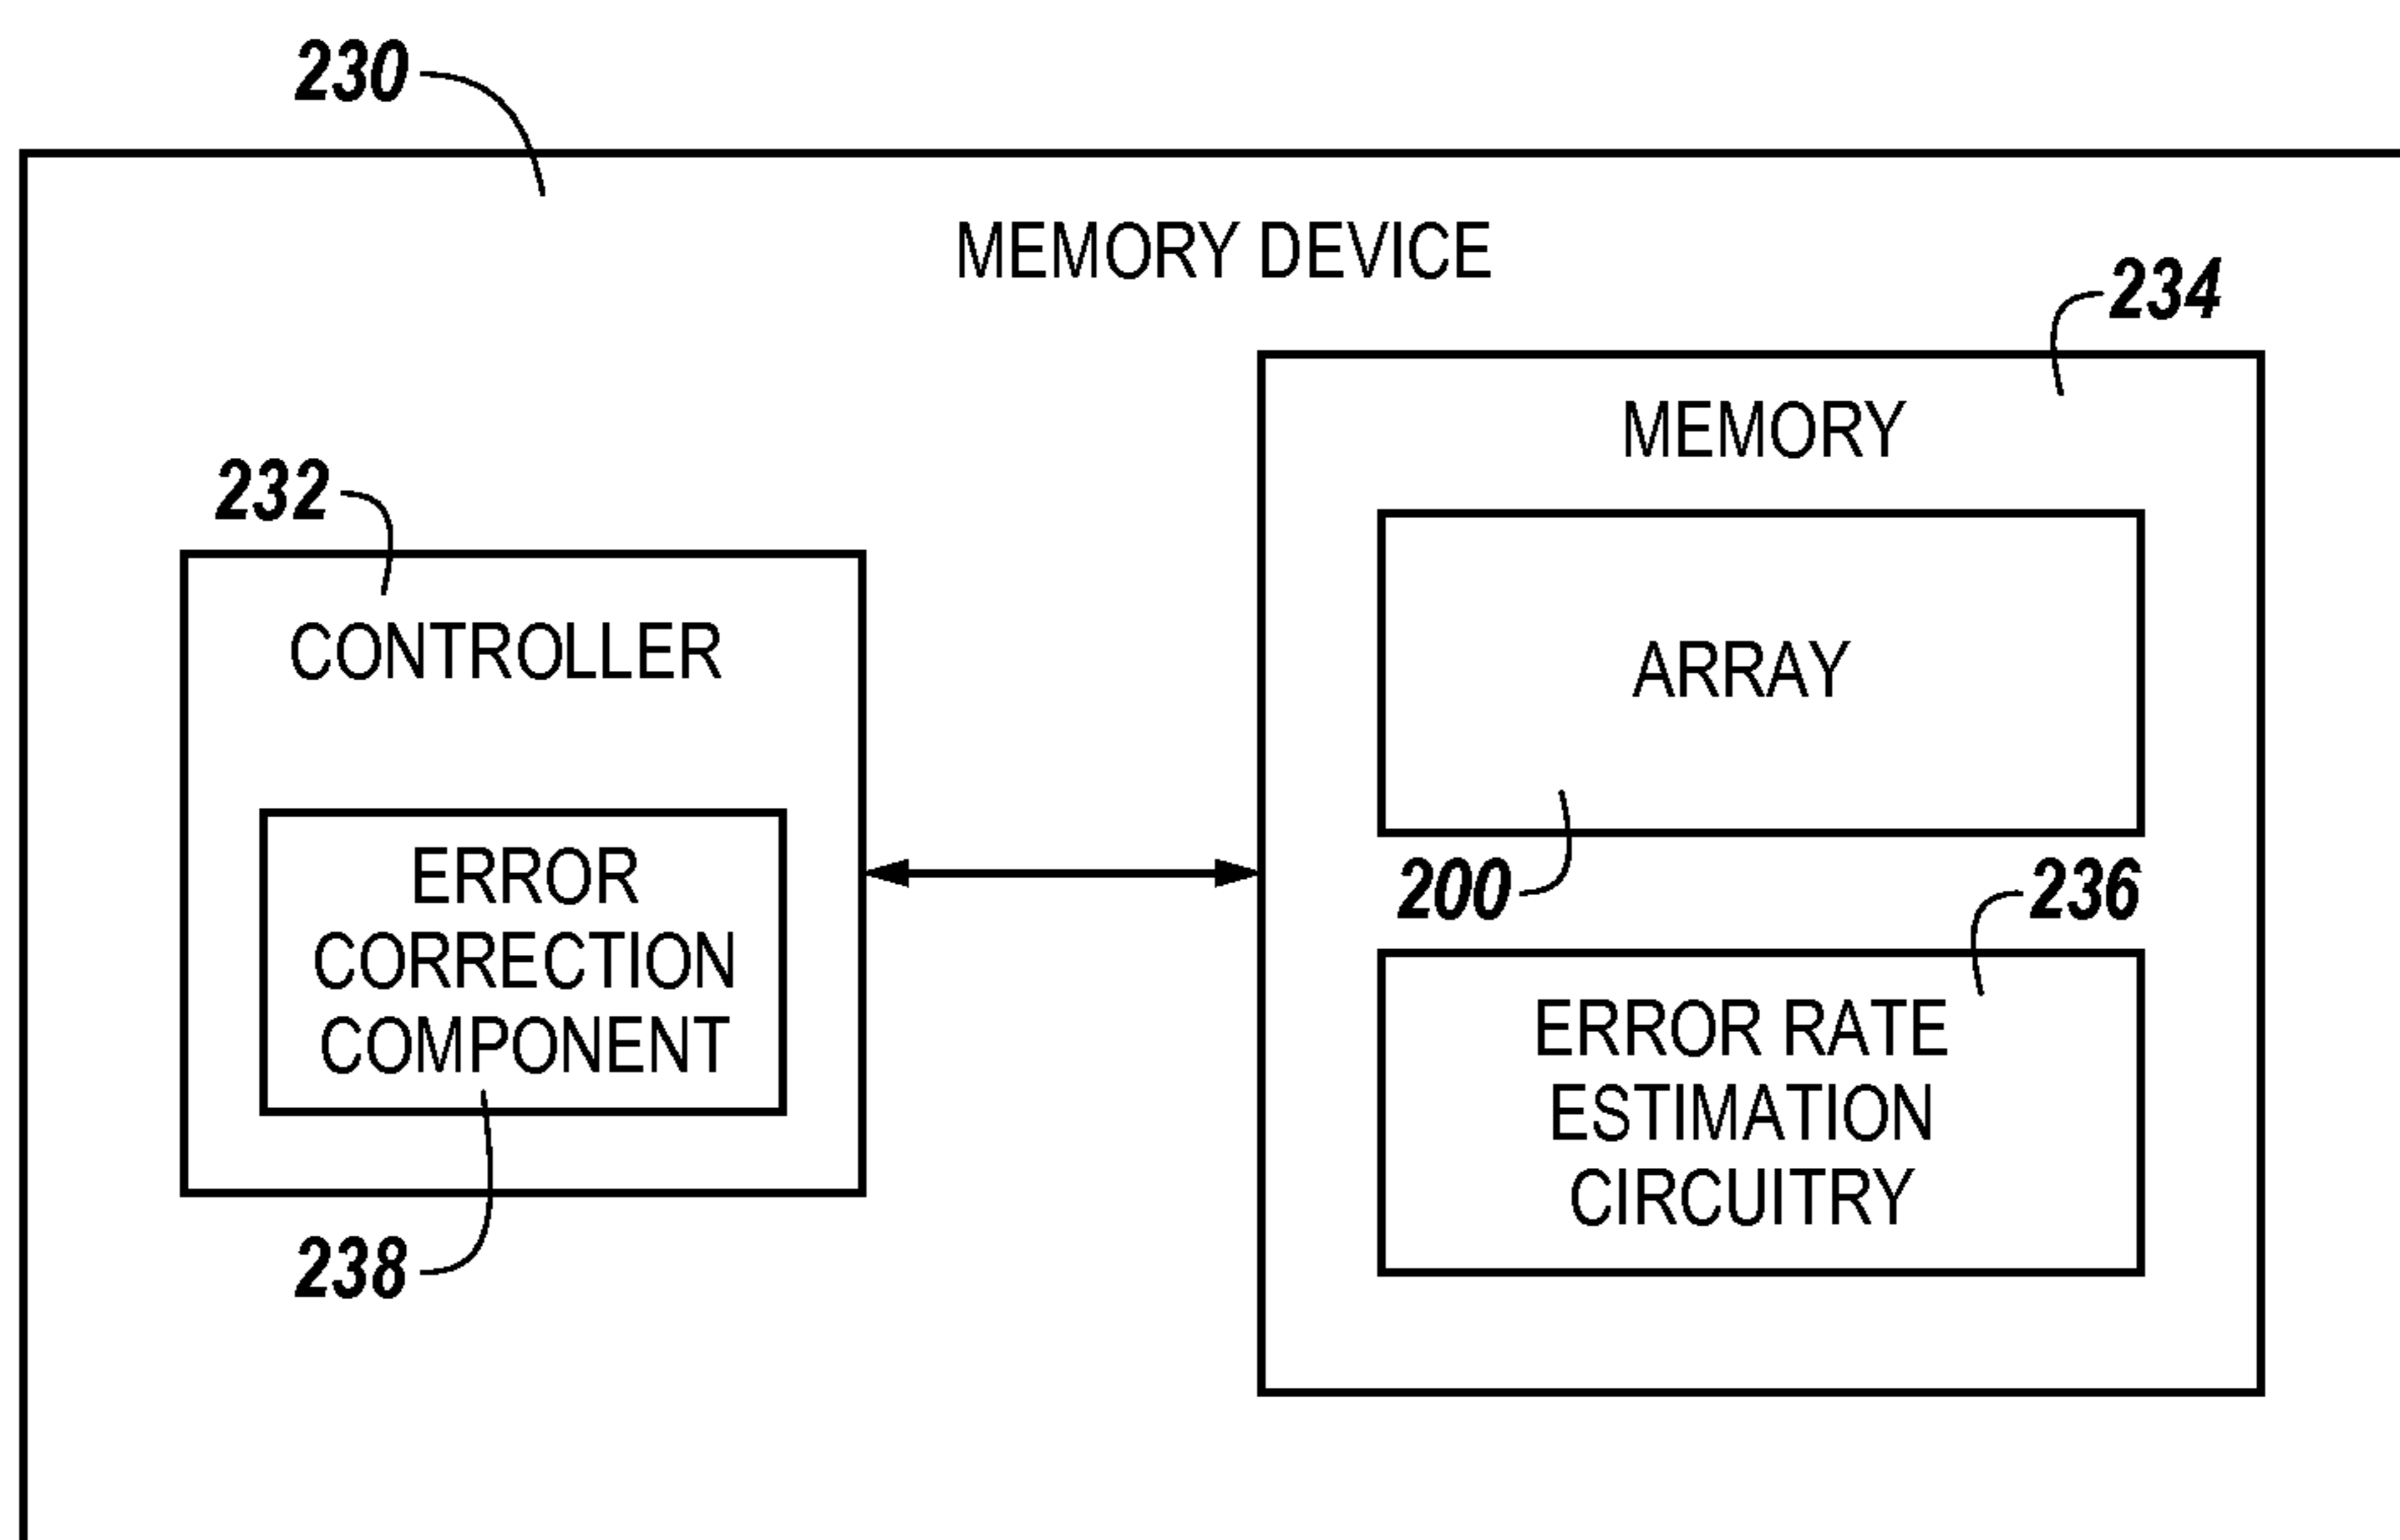 230
MEMORY DEVICE
234
MEMORY
232
CONTROLLER
ARRAY
ERROR
CORRECTION
COMPONENT
200
236
ERROR RATE
ESTIMATION
CIRCUITRY
238